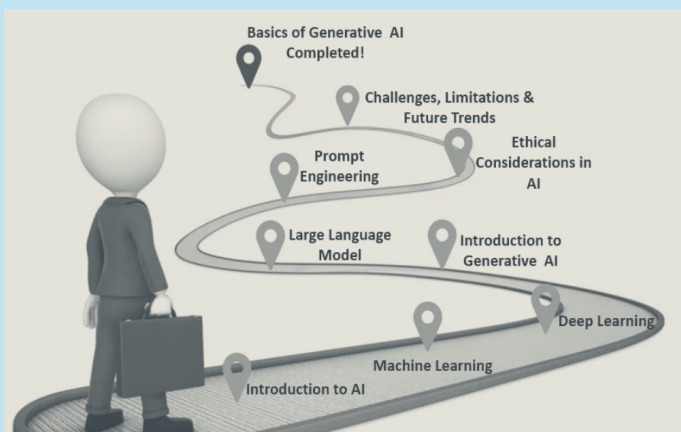 Basics of Generative AI
Completed!
Challenges, Limitations &
Future Trends
Ethical
Considerations in
AI
Prompt
Engineering
Large Language
Model
Introduction to
Generative AI
Deep Learning
Machine Learning
Introduction to AI